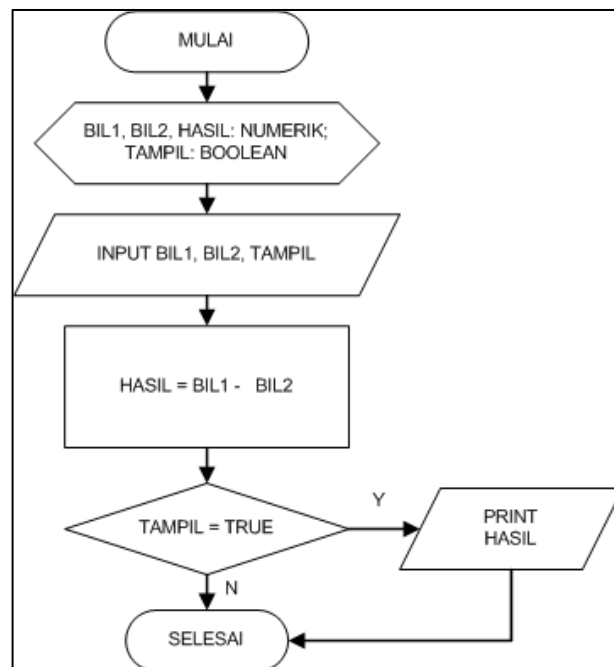 MULAI
BIL1, BIL2, HASIL: NUMERIK;
TAMPIL: BOOLEAN
INPUT BIL1, BIL2, TAMPIL
HASIL = BIL1 - BIL2
TAMPIL = TRUE
Y
PRINT
HASIL
N
SELESAI